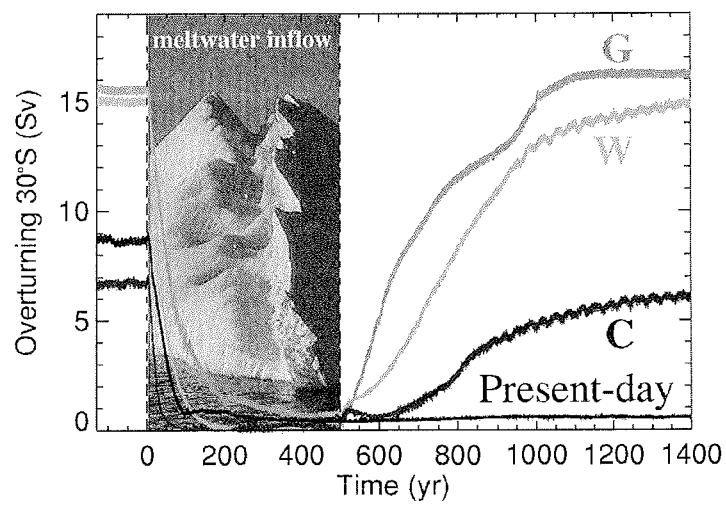 meltwater inflow
G
W
C
Present-day
Overturning 30°S (Sv)
15
10
5
0
0 200 400 600 800 1000 1200 1400
Time (yr)